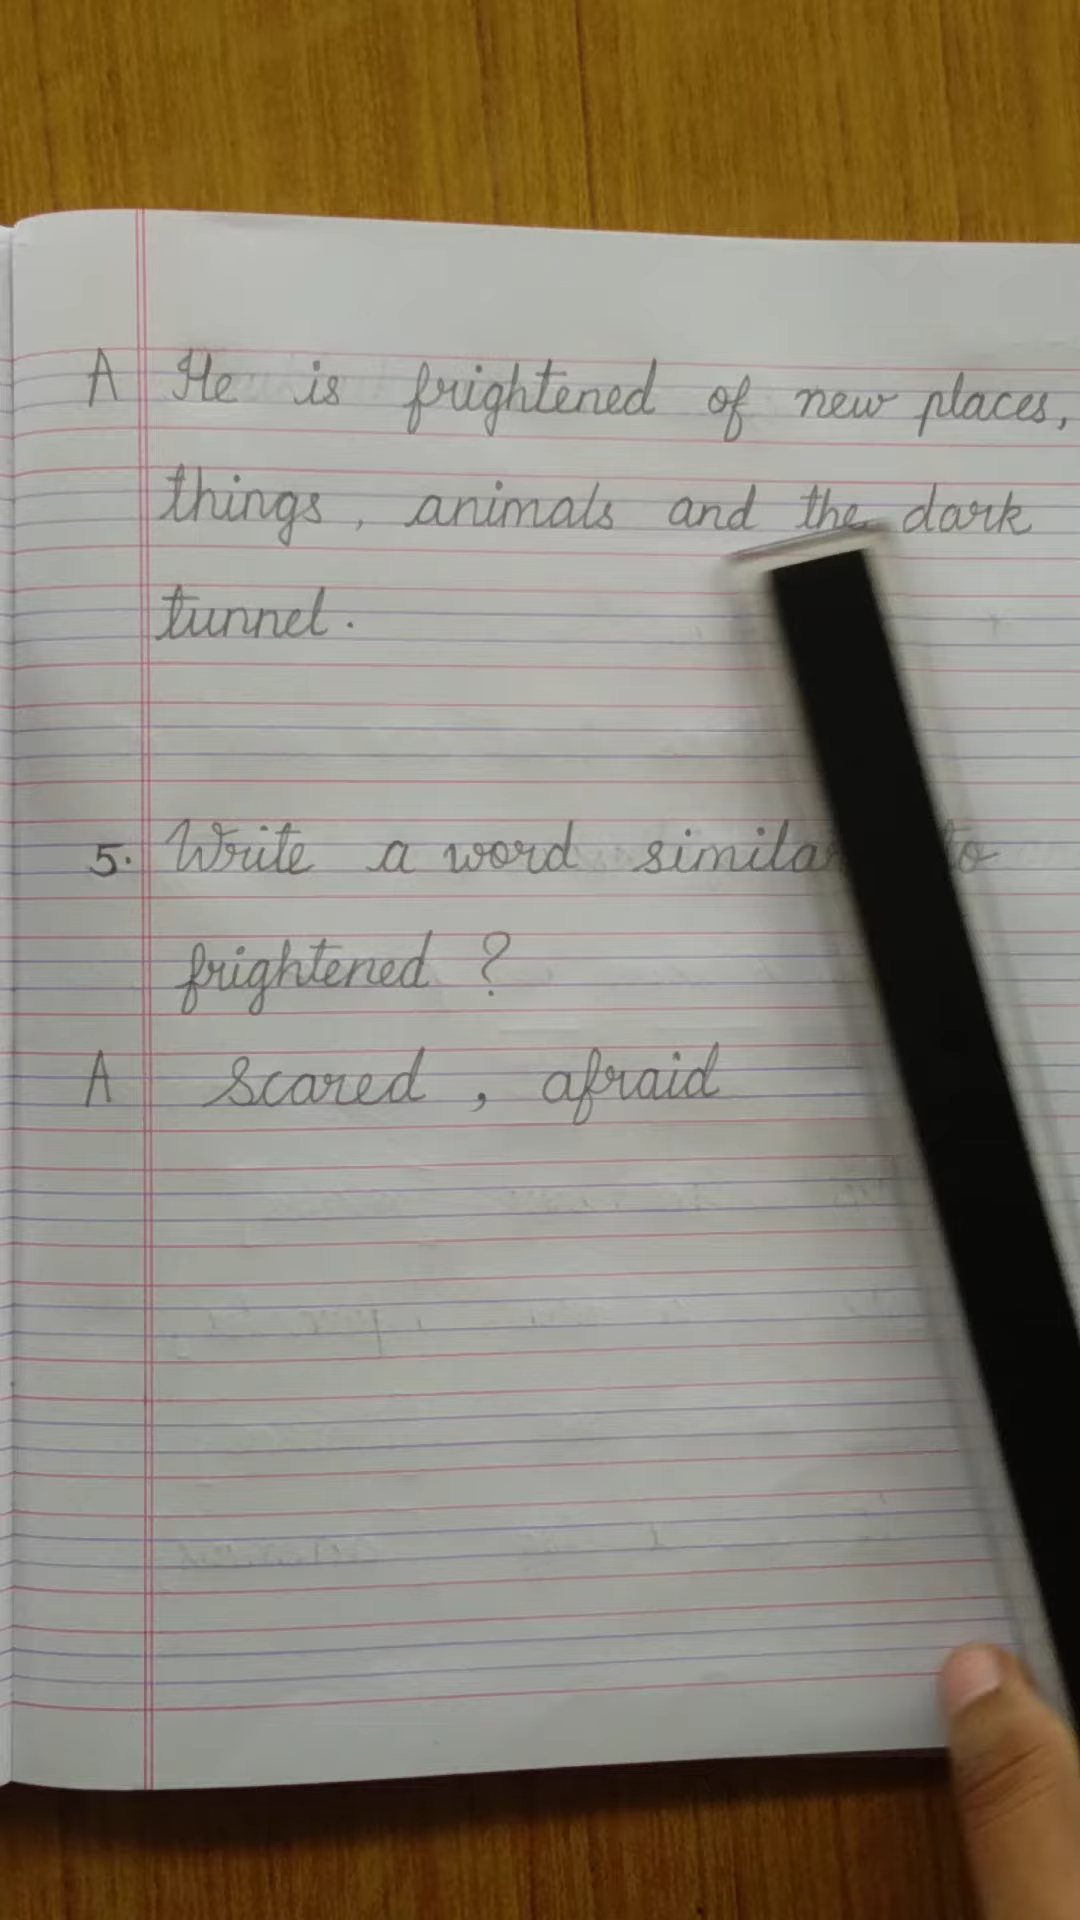 A He is frightened of new places,
things, animals and the dark
tunnel.
5. Write a word similar to
frightened ?
A scared, afraid